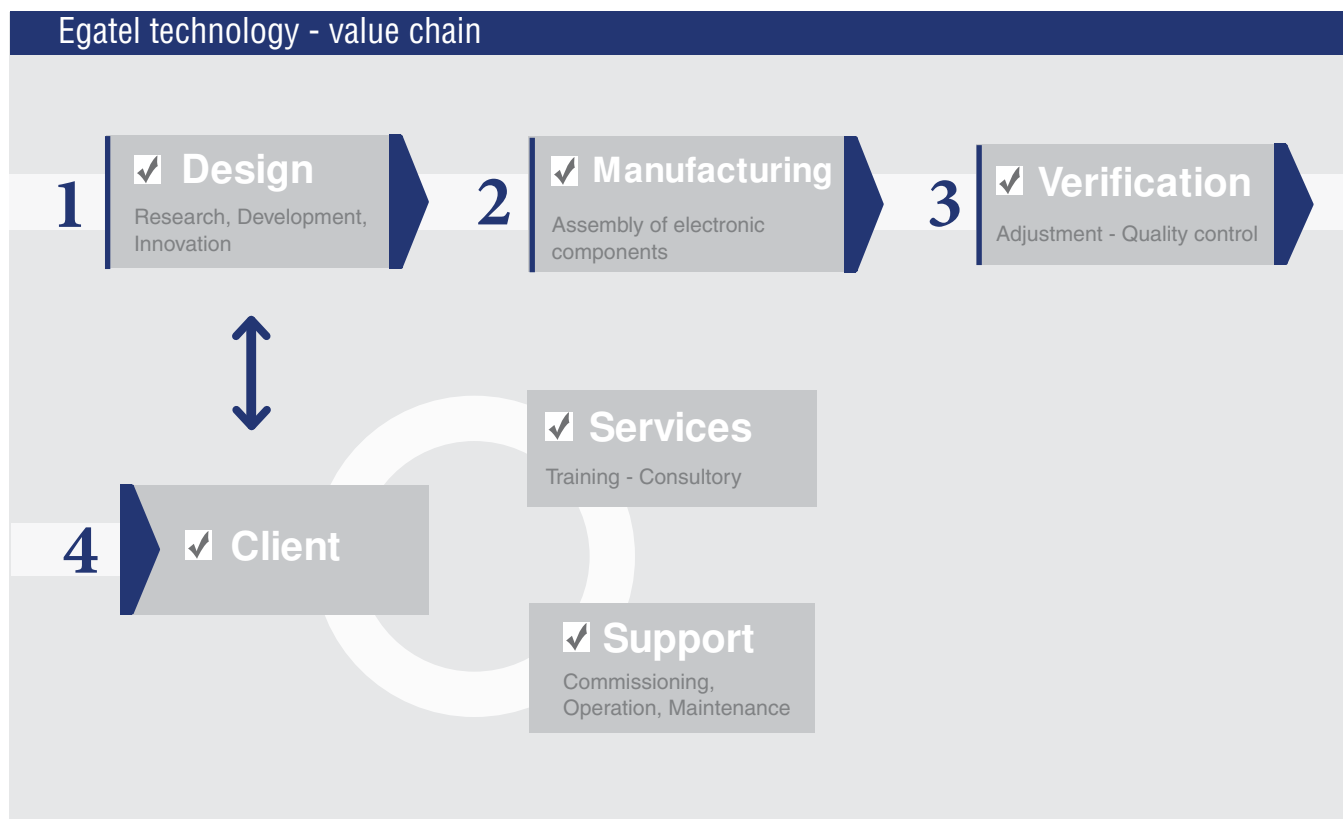 Egatel technology - value chain
1
Design
Research, Development,
Innovation
2
Manufacturing
Assembly of electronic
components
3
Verification
Adjustment - Quality control
4
Client
Services
Training - Consultory
Support
Commissioning,
Operation, Maintenance